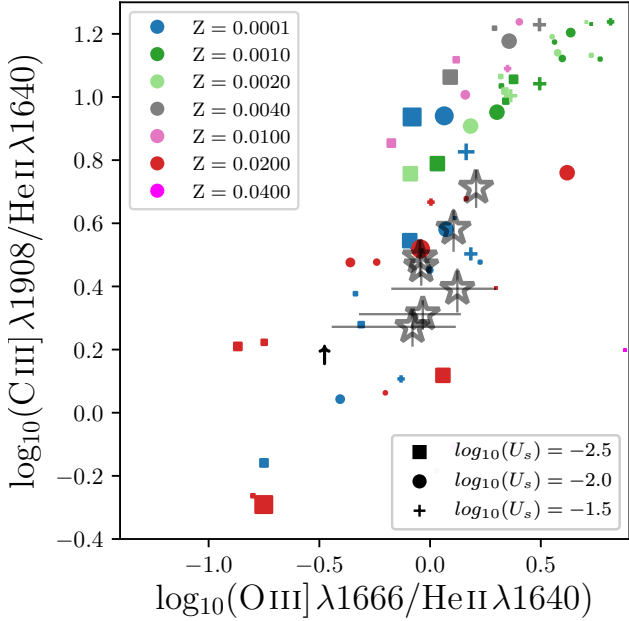 Z = 0.0001
Z = 0.0010
Z = 0.0020
Z = 0.0040
Z = 0.0100
Z = 0.0200
Z = 0.0400
log₁₀(C III] λ1908/He II λ1640)
1.2
1.0
0.8
0.6
0.4
0.2
0.0
−0.2
−0.4
log₁₀(Uₛ) = −2.5
log₁₀(Uₛ) = −2.0
log₁₀(Uₛ) = −1.5
−1.0 −0.5 0.0 0.5
log₁₀(O III] λ1666/He II λ1640)